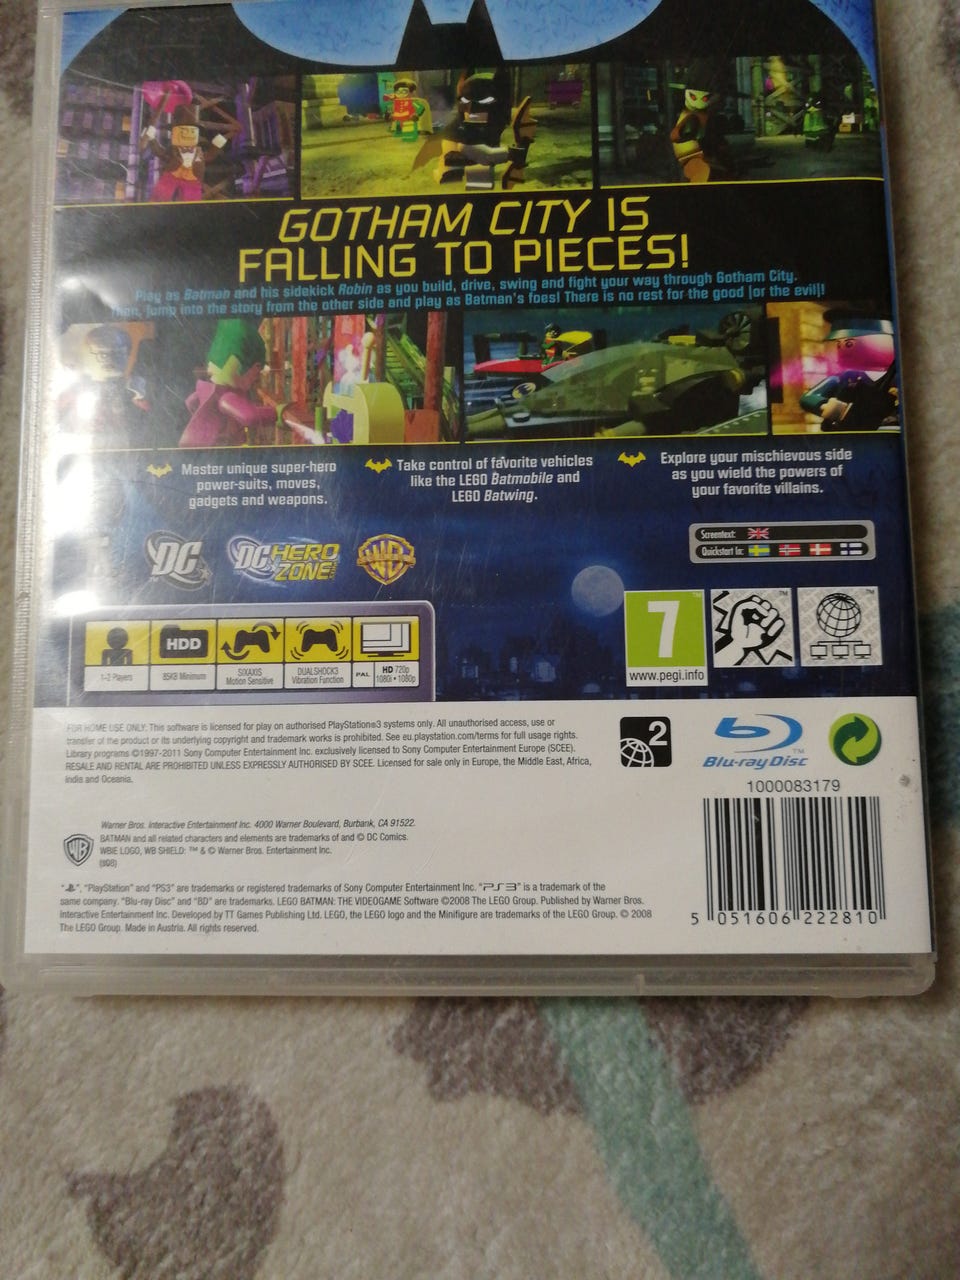 GOTHAM CITY IS
FALLING TO PIECES!
Play as Batman and his sidekick Robin as you build, drive, swing and fight your way through Gotham City.
Then, jump into the story from the other side and play as Batman's foes! There is no rest for the good (or the evil)!
Master unique super-hero
power-suits, moves,
gadgets and weapons.
Take control of favorite vehicles
like the LEGO Batmobile and
LEGO Batwing.
Explore your mischievous side
as you wield the powers of
your favorite villains.
DC
TM
DC HERO
ZONE
WB
Screentext:
Quickstart in:
HDD
1-2 Players
85KB Minimum
SIXAXIS
Motion Sensitive
DUALSHOCK3
Vibration Function
PAL
HD 720p
1080i • 1080p
7
TM
www.pegi.info
TM
TM
FOR HOME USE ONLY: This software is licensed for play on authorised PlayStation®3 systems only. All unauthorised access, use or
transfer of the product or its underlying copyright and trademark works is prohibited. See eu.playstation.com/terms for full usage rights.
Library programs ©1997-2011 Sony Computer Entertainment Inc. exclusively licensed to Sony Computer Entertainment Europe (SCEE).
RESALE AND RENTAL ARE PROHIBITED UNLESS EXPRESSLY AUTHORISED BY SCEE. Licensed for sale only in Europe, the Middle East, Africa,
India and Oceania.
2
Blu-ray Disc
TM
1000083179
Warner Bros. Interactive Entertainment Inc. 4000 Warner Boulevard, Burbank, CA 91522.
BATMAN and all related characters and elements are trademarks of and © DC Comics.
WBIE LOGO, WB SHIELD: ™ & © Warner Bros. Entertainment Inc.
(s08)
WB
" ", "PlayStation" and "PS3" are trademarks or registered trademarks of Sony Computer Entertainment Inc. "PS3" is a trademark of the
same company. "Blu-ray Disc" and "BD" are trademarks. LEGO BATMAN: THE VIDEOGAME Software ©2008 The LEGO Group. Published by Warner Bros.
Interactive Entertainment Inc. Developed by TT Games Publishing Ltd. LEGO, the LEGO logo and the Minifigure are trademarks of the LEGO Group. © 2008
The LEGO Group. Made in Austria. All rights reserved.
5 051606 222810